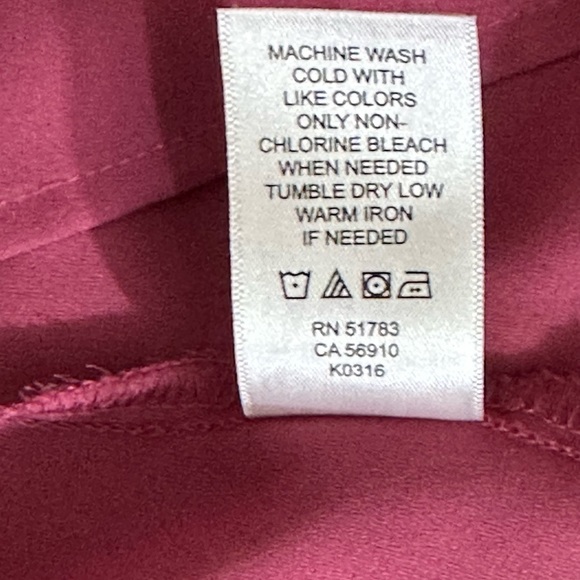 MACHINE WASH
COLD WITH
LIKE COLORS
ONLY NON-
CHLORINE BLEACH
WHEN NEEDED
TUMBLE DRY LOW
WARM IRON
IF NEEDED
RN 51783
CA 56910
K0316